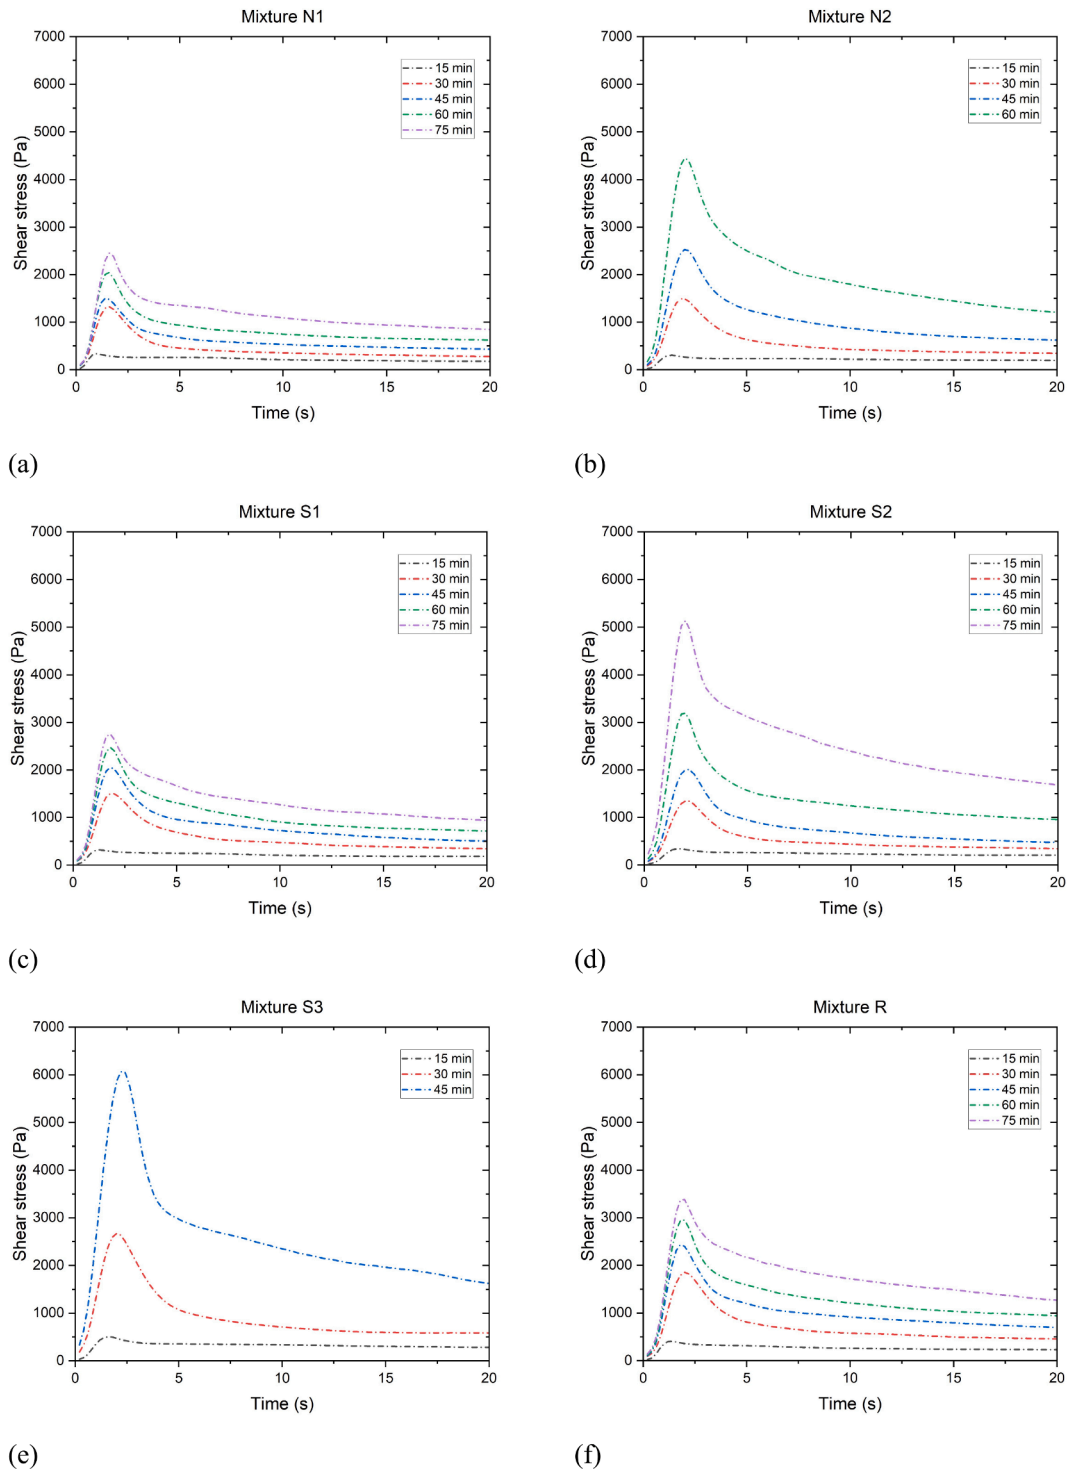 Mixture N1
Shear stress (Pa)
7000
6000
5000
4000
3000
2000
1000
0
15 min
30 min
45 min
60 min
75 min
0 5 10 15 20
Time (s)
(a)
Mixture N2
Shear stress (Pa)
7000
6000
5000
4000
3000
2000
1000
0
15 min
30 min
45 min
60 min
0 5 10 15 20
Time (s)
(b)
Mixture S1
Shear stress (Pa)
7000
6000
5000
4000
3000
2000
1000
0
15 min
30 min
45 min
60 min
75 min
0 5 10 15 20
Time (s)
(c)
Mixture S2
Shear stress (Pa)
7000
6000
5000
4000
3000
2000
1000
0
15 min
30 min
45 min
60 min
75 min
0 5 10 15 20
Time (s)
(d)
Mixture S3
Shear stress (Pa)
7000
6000
5000
4000
3000
2000
1000
0
15 min
30 min
45 min
0 5 10 15 20
Time (s)
(e)
Mixture R
Shear stress (Pa)
7000
6000
5000
4000
3000
2000
1000
0
15 min
30 min
45 min
60 min
75 min
0 5 10 15 20
Time (s)
(f)